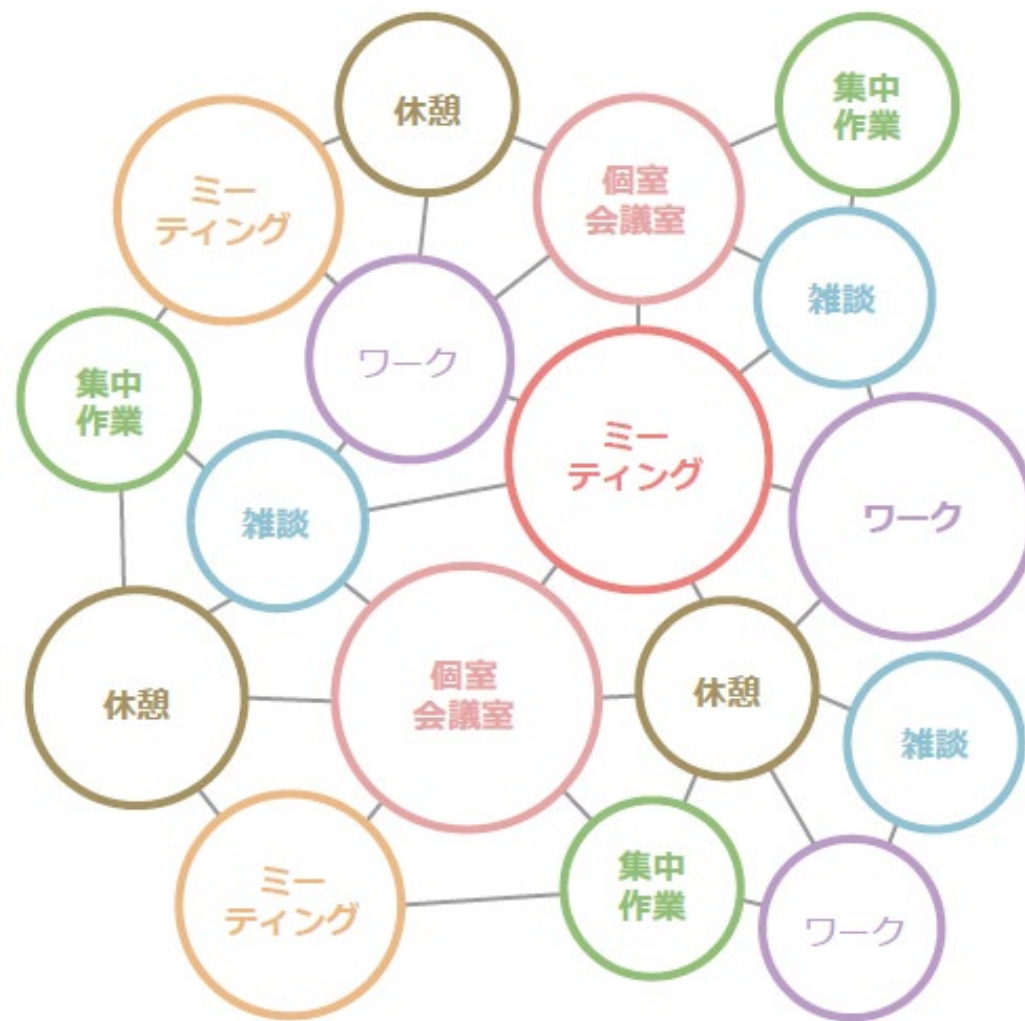 休憩
集中
作業
ミー
ティング
個室
会議室
雑談
ワーク
集中
作業
ミー
ティング
雑談
ワーク
休憩
個室
会議室
休憩
雑談
ミー
ティング
集中
作業
ワーク